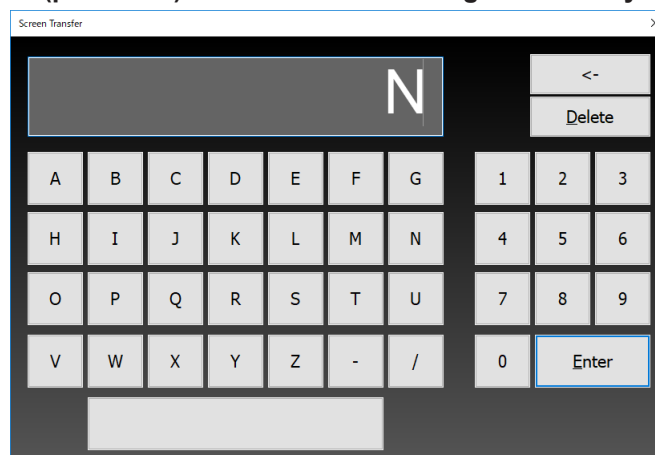 Screen Transfer
N
<-
Delete
A B C D E F G 1 2 3
H I J K L M N 4 5 6
O P Q R S T U 7 8 9
V W X Y Z - / 0 Enter